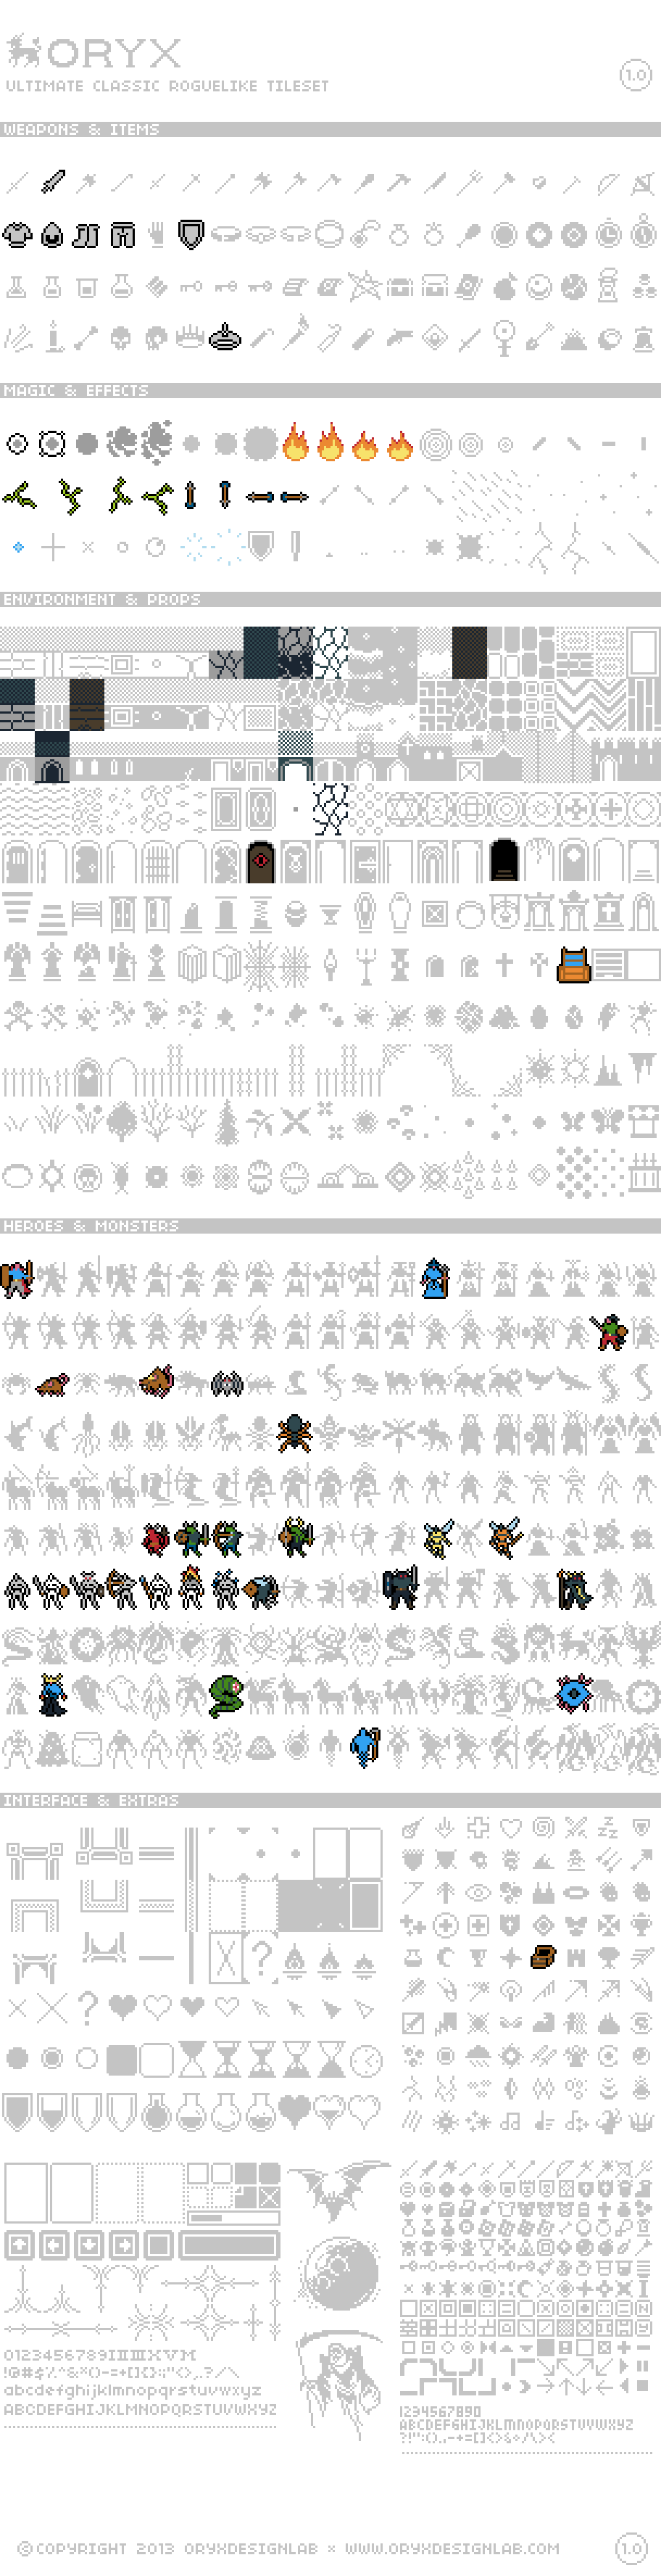 ORYX
ULTIMATE CLASSIC ROGUELIKE TILESET
1.0
WEAPONS & ITEMS
MAGIC & EFFECTS
ENVIRONMENT & PROPS
HEROES & MONSTERS
INTERFACE & EXTRAS
abcdefghijklmnopqrstuvwxyz
ABCDEFGHIJKLMNOPQRSTUVWXYZ
1234567890
ABCDEFGHIJKLMNOPQRSTUVWXYZ
©COPYRIGHT 2013 ORYXDESIGNLAB × WWW.ORYXDESIGNLAB.COM
1.0